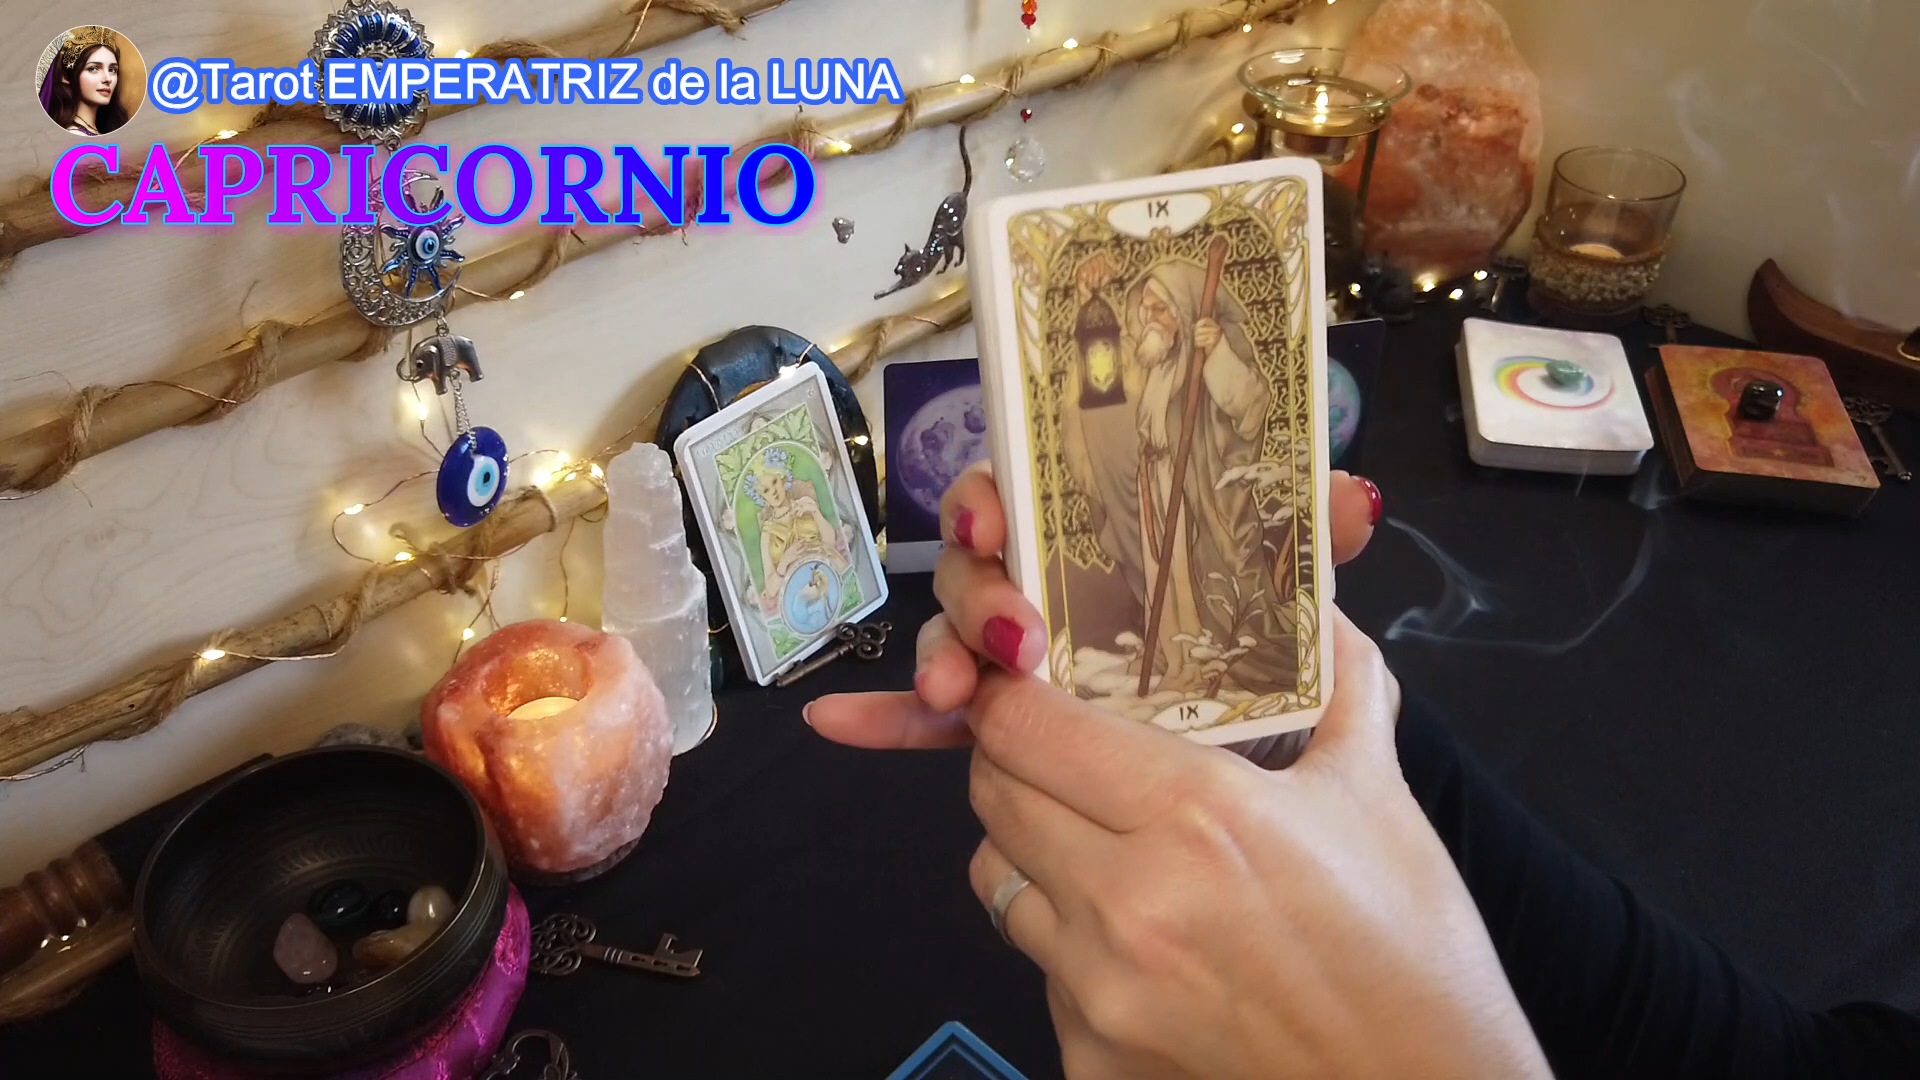 @Tarot EMPERATRIZ de la LUNA
CAPRICORNIO
IX
IX